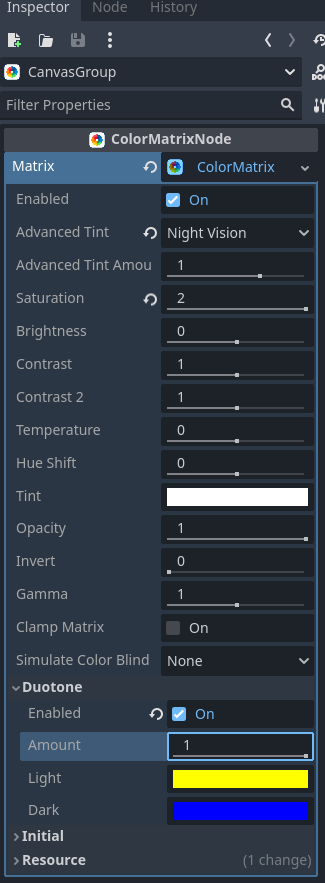 Inspector Node History
CanvasGroup
Filter Properties
ColorMatrixNode
Matrix ColorMatrix
Enabled On
Advanced Tint Night Vision
Advanced Tint Amou 1
Saturation 2
Brightness 0
Contrast 1
Contrast 2 1
Temperature 0
Hue Shift 0
Tint
Opacity 1
Invert 0
Gamma 1
Clamp Matrix On
Simulate Color Blind None
Duotone
Enabled On
Amount 1
Light
Dark
Initial
Resource (1 change)